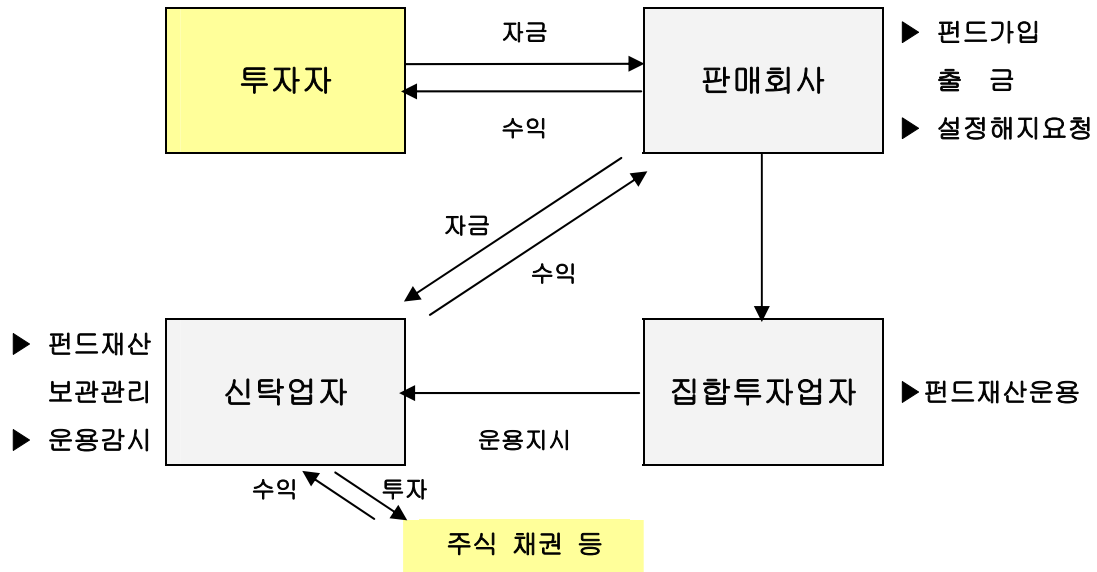 자금
▶ 펀드가입
투자자
판매회사
출 금
수익
▶ 설정해지요청
자금
수익
▶ 펀드재산
보관관리
▶ 운용감시
신탁업자
집합투자업자
▶펀드재산운용
운용지시
수익
투자
주식 채권 등